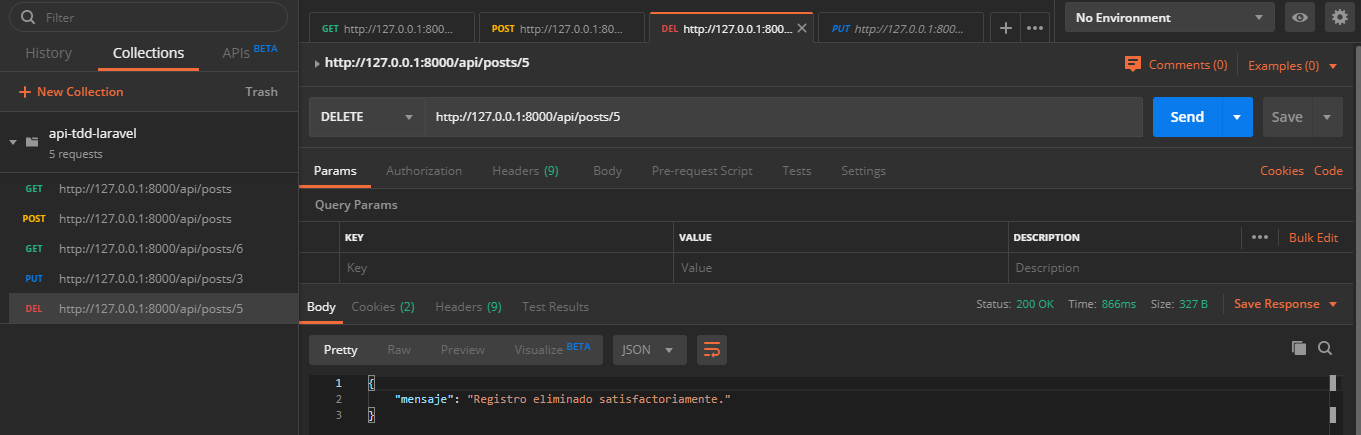 Filter
History Collections APIs BETA
+ New Collection Trash
api-tdd-laravel
5 requests
GET http://127.0.0.1:8000/api/posts
POST http://127.0.0.1:8000/api/posts
GET http://127.0.0.1:8000/api/posts/6
PUT http://127.0.0.1:8000/api/posts/3
DEL http://127.0.0.1:8000/api/posts/5
GET http://127.0.0.1:800... POST http://127.0.0.1:80... DEL http://127.0.0.1:800... PUT http://127.0.0.1:800... No Environment
http://127.0.0.1:8000/api/posts/5 Comments (0) Examples (0)
DELETE http://127.0.0.1:8000/api/posts/5 Send Save
Params Authorization Headers (9) Body Pre-request Script Tests Settings Cookies Code
Query Params
KEY VALUE DESCRIPTION ••• Bulk Edit
Key Value Description
Body Cookies (2) Headers (9) Test Results Status: 200 OK Time: 866ms Size: 327 B Save Response
Pretty Raw Preview Visualize BETA JSON
1 {
2 "mensaje": "Registro eliminado satisfactoriamente."
3 }